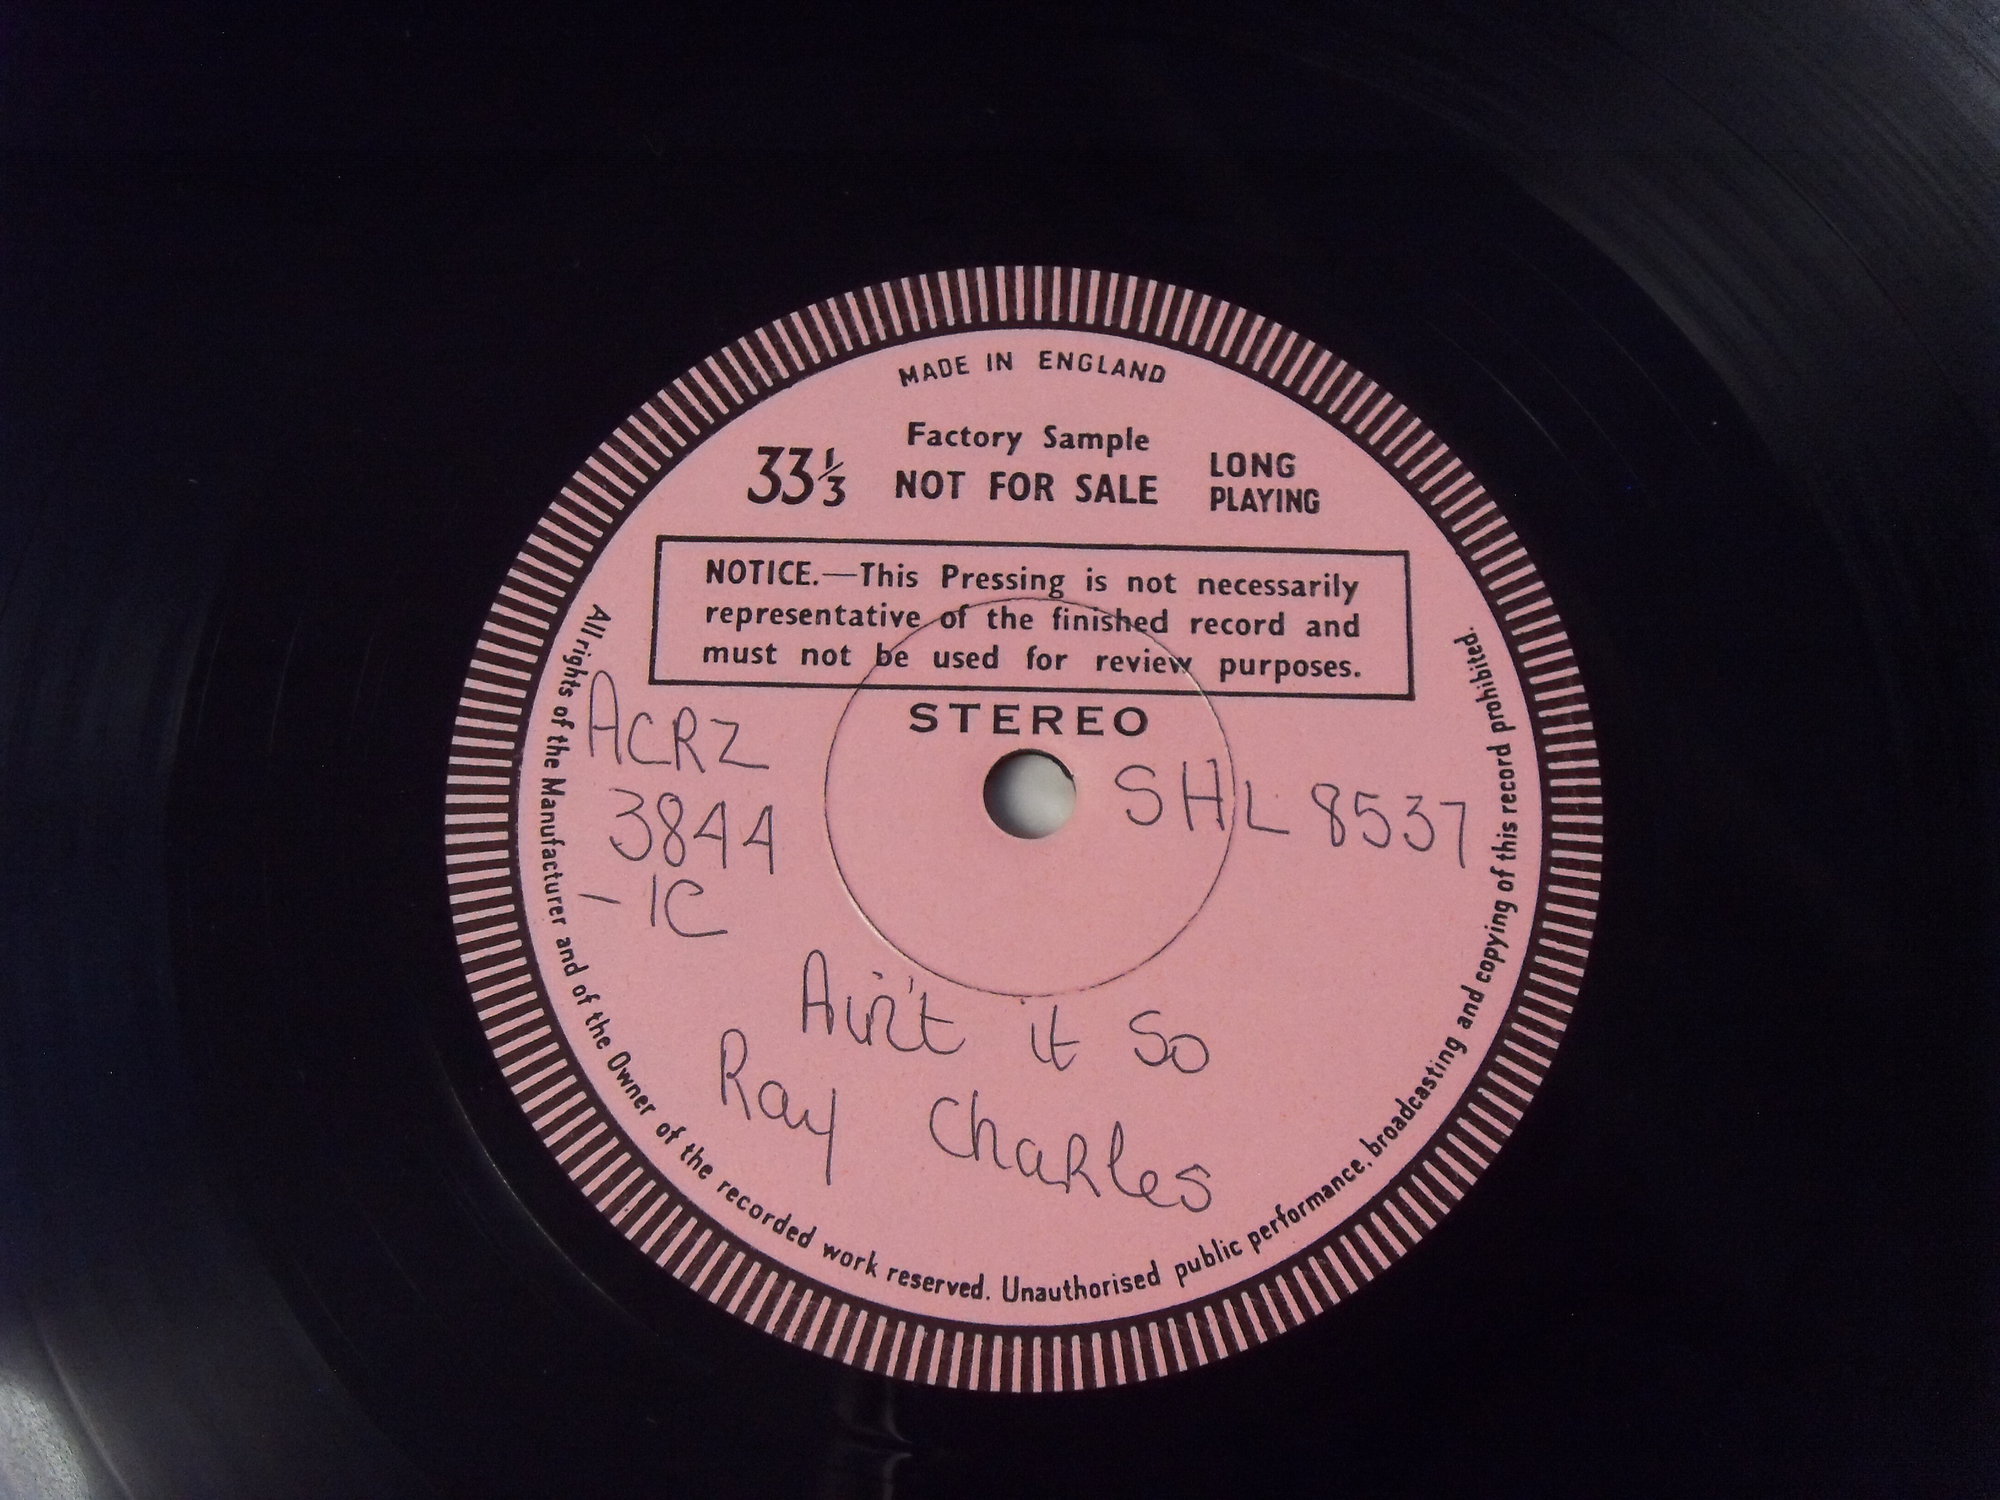 MADE IN ENGLAND
Factory Sample
33⅓ NOT FOR SALE LONG PLAYING
NOTICE.—This Pressing is not necessarily
representative of the finished record and
must not be used for review purposes.
STEREO
ACRZ
3844
- 1C
SHL 8537
Ain't it So
Ray Charles
All rights of the Manufacturer and of the Owner of the recorded work reserved. Unauthorised public performance, broadcasting and copying of this record prohibited.